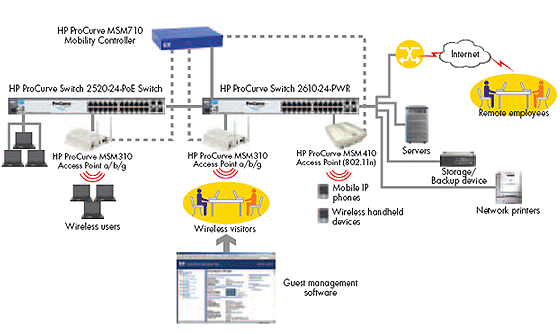 HP ProCurve MSM710
Mobility Controller
HP ProCurve Switch 2520-24-PoE Switch
HP ProCurve Switch 2610-24-PWR
Internet
Remote employees
ProCurve
ProCurve
HP ProCurve MSM310
Access Point a/b/g
HP ProCurve MSM310
Access Point a/b/g
HP ProCurve MSM410
Access Point (802.11n)
Servers
Storage/
Backup device
Network printers
Mobile IP
phones
Wireless handheld
devices
Wireless users
Wireless visitors
Guest management
software